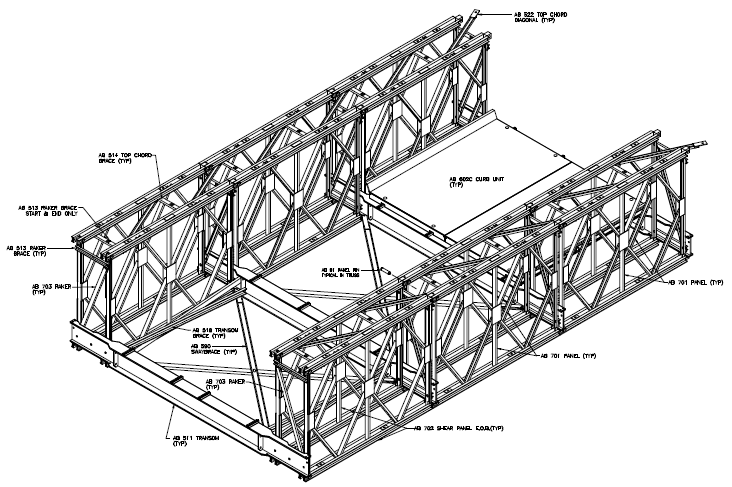 AB 522 TOP CHORD
DIAGONAL (TYP)
AB 514 TOP CHORD
BRACE (TYP)
AB 602C CURB UNIT
(TYP)
AB 513 RAKER BRACE
START & END ONLY
AB 513 RAKER
BRACE (TYP)
AB 61 PANEL PIN
TYPICAL IN TRUSS
AB 703 RAKER
(TYP)
AB 701 PANEL (TYP)
AB 518 TRANSOM
BRACE (TYP)
AB 590
SWAYBRACE (TYP)
AB 701 PANEL (TYP)
AB 703 RAKER
(TYP)
AB 702 SHEAR PANEL E.O.B.(TYP)
AB 511 TRANSOM
(TYP)